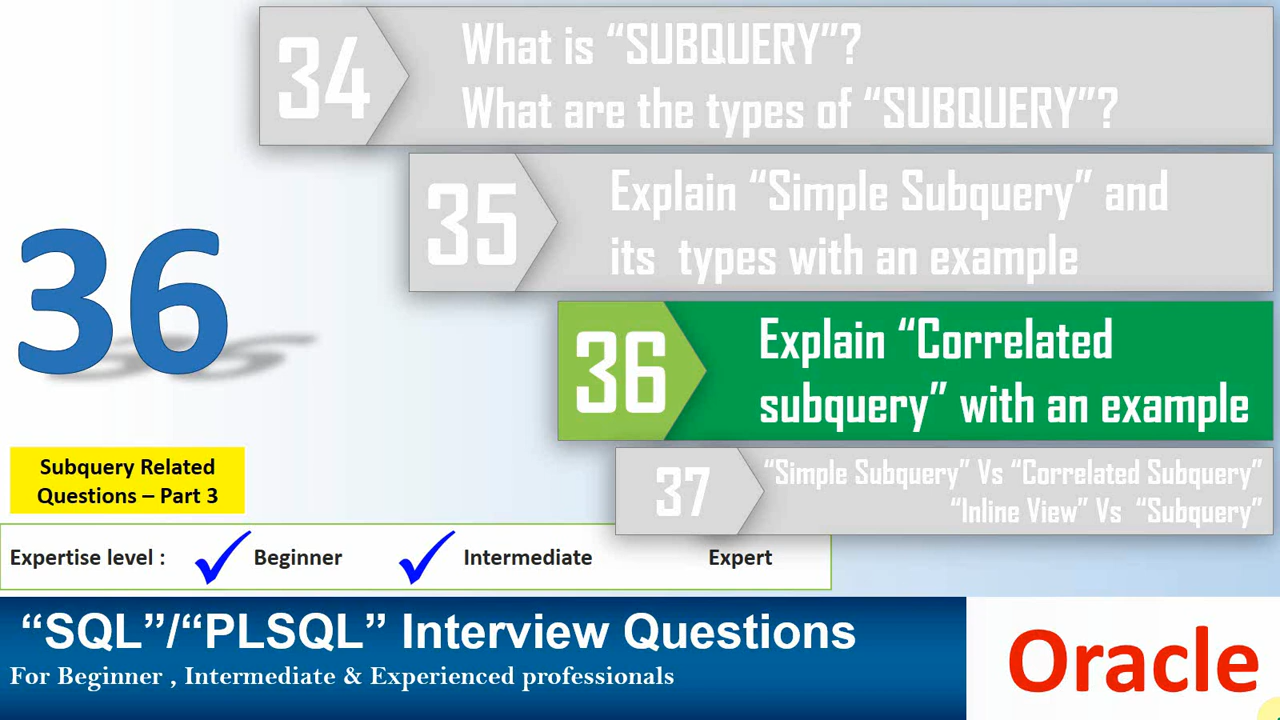 34
What is “SUBQUERY”?
What are the types of “SUBQUERY”?
35
Explain “Simple Subquery” and
its types with an example
36
36
Explain “Correlated
subquery” with an example
37
“Simple Subquery” Vs “Correlated Subquery”
“Inline View” Vs “Subquery”
Subquery Related
Questions – Part 3
Expertise level : Beginner Intermediate Expert
“SQL”/“PLSQL” Interview Questions
For Beginner , Intermediate & Experienced professionals
Oracle